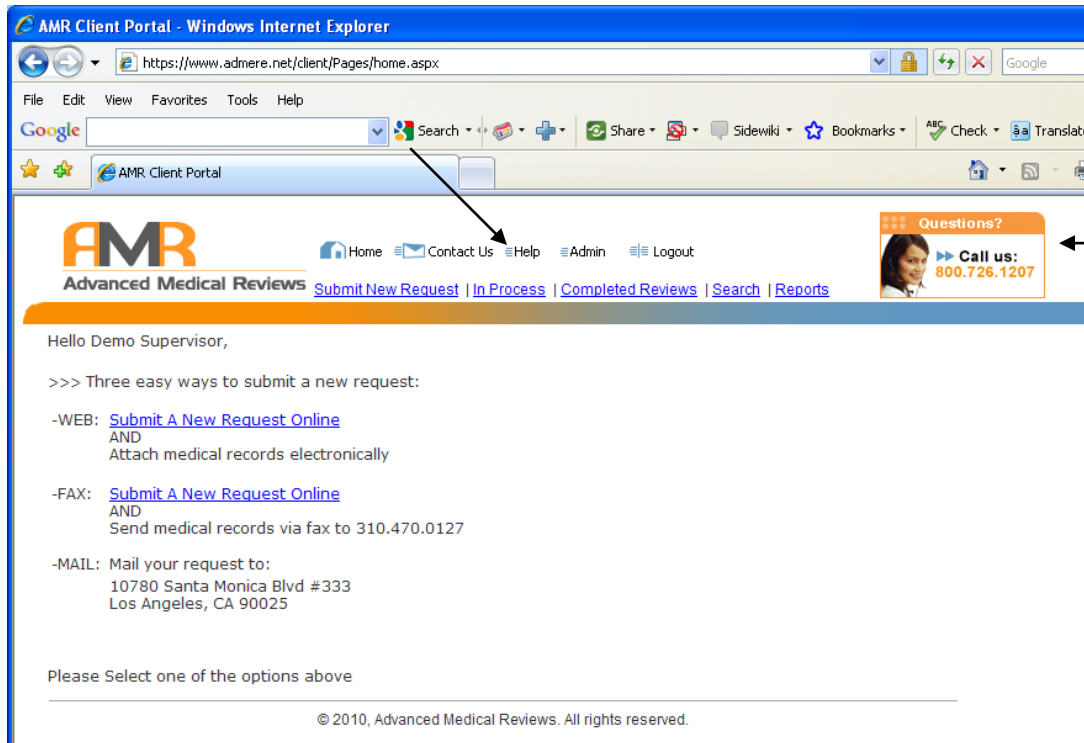 AMR Client Portal - Windows Internet Explorer
https://www.admere.net/client/Pages/home.aspx
Google
File Edit View Favorites Tools Help
Google Search Share Sidewiki Bookmarks ABC Check âa Translate
AMR Client Portal
AMR
Advanced Medical Reviews
Home Contact Us Help Admin Logout
Submit New Request | In Process | Completed Reviews | Search | Reports
Questions?
Call us:
800.726.1207
Hello Demo Supervisor,
>>> Three easy ways to submit a new request:
-WEB: Submit A New Request Online
AND
Attach medical records electronically
-FAX: Submit A New Request Online
AND
Send medical records via fax to 310.470.0127
-MAIL: Mail your request to:
10780 Santa Monica Blvd #333
Los Angeles, CA 90025
Please Select one of the options above
© 2010, Advanced Medical Reviews. All rights reserved.